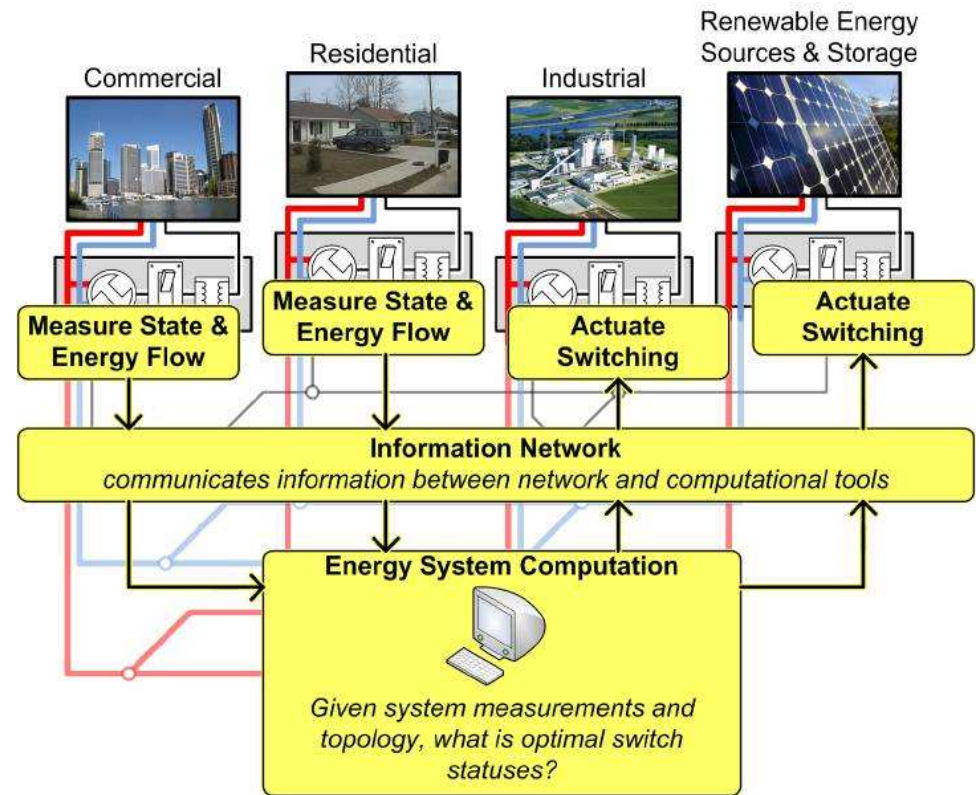 Commercial
Residential
Industrial
Renewable Energy
Sources & Storage
Measure State &
Energy Flow
Measure State &
Energy Flow
Actuate
Switching
Actuate
Switching
Information Network
communicates information between network and computational tools
Energy System Computation
Given system measurements and
topology, what is optimal switch
statuses?